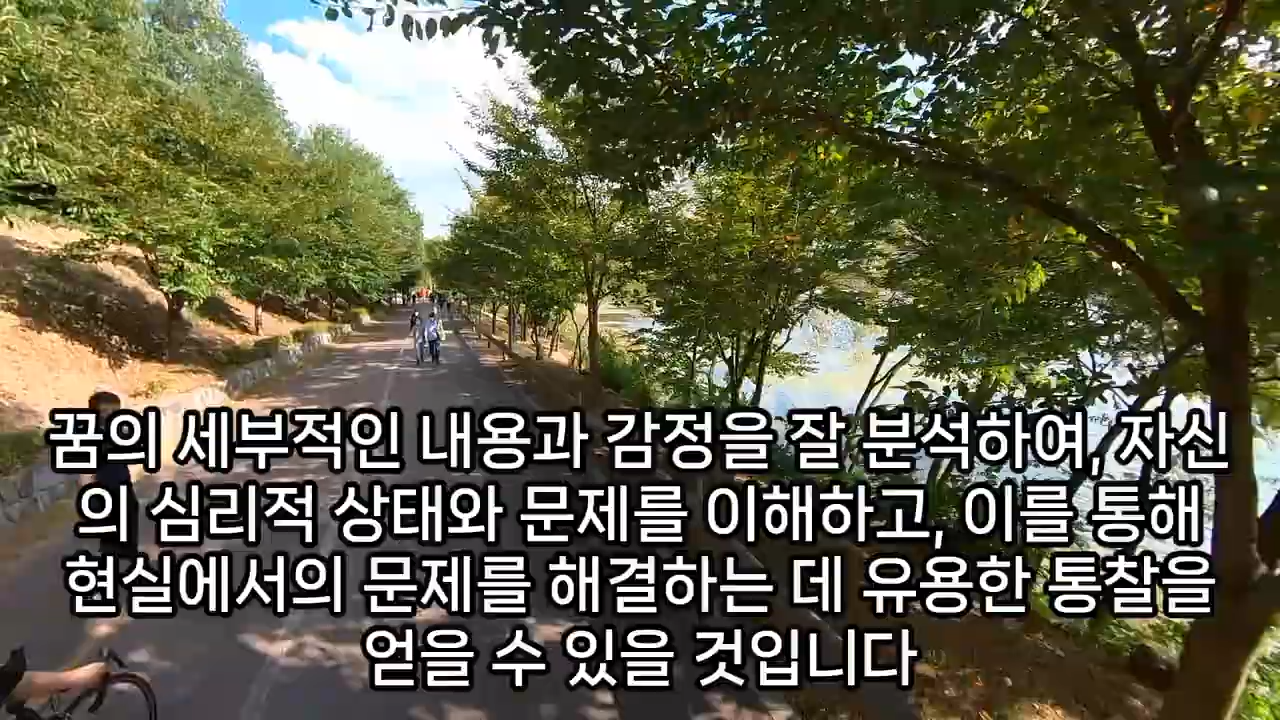 꿈의 세부적인 내용과 감정을 잘 분석하여, 자신
의 심리적 상태와 문제를 이해하고, 이를 통해
현실에서의 문제를 해결하는 데 유용한 통찰을
얻을 수 있을 것입니다